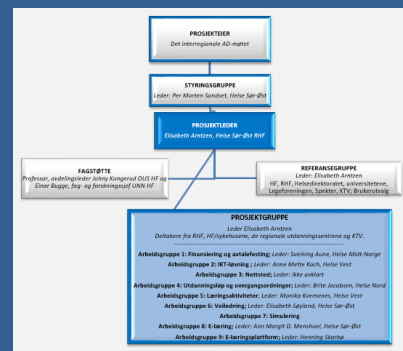 PROSJEKTEIER
Det interregionale AD-møtet
STYRINGSGRUPPE
Leder: Per Morten Sandset, Helse Sør-Øst
PROSJEKTLEDER
Elisabeth Arntzen, Helse Sør-Øst RHF
FAGSTØTTE
Professor, avdelingsleder Johny Kongerud OUS HF og
Einar Bugge, fag- og forskningssjef UNN HF
REFERANSEGRUPPE
Leder: Elisabeth Arntzen
HF, RHF, Helsedirektoratet, universitetene,
Legeforeningen, Spekter, KTV; Brukerutvalg
PROSJEKTGRUPPE
Leder Elisabeth Arntzen
Deltakere fra RHF, HF/sykehusene, de regionale utdanningssentrene og KTV.
Arbeidsgruppe 1: Finansiering og avtalefesting; Leder: Sveining Aune, Helse Midt-Norge
Arbeidsgruppe 2: IKT-løsning ; Leder: Anne Mette Koch, Helse Vest
Arbeidsgruppe 3: Nettsted; Leder: ikke avklart
Arbeidsgruppe 4: Utdanningsløp og overgangsordninger; Leder: Brite Jacobsen, Helse Nord
Arbeidsgruppe 5: Læringsaktiviteter; Leder: Monika Kvernenes, Helse Vest
Arbeidsgruppe 6: Veiledning; Leder: Elisabeth Søyland, Helse Sør-Øst
Arbeidsgruppe 7: Simulering
Arbeidsgruppe 8: E-læring; Leder: Ann Margit D. Menshoel, Helse Sør-Øst
Arbeidsgruppe 9: E-læringsplattform; Leder: Henning Skarbø